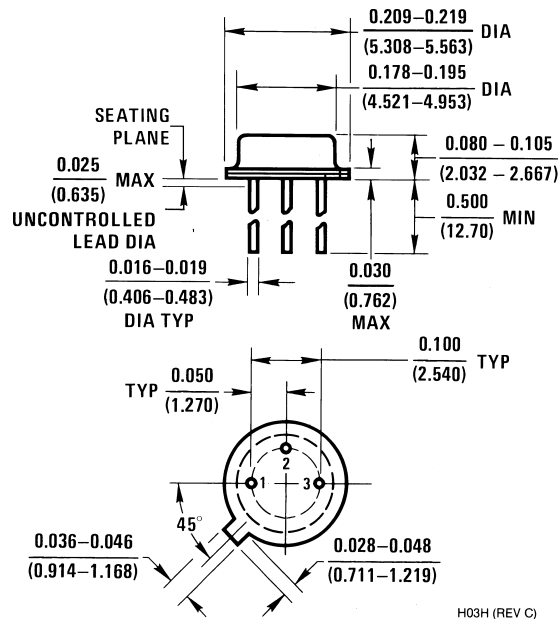 0.209–0.219
(5.308–5.563)
DIA
0.178–0.195
(4.521–4.953)
DIA
SEATING
PLANE
0.080 – 0.105
(2.032 – 2.667)
0.025
(0.635)
MAX
UNCONTROLLED
LEAD DIA
0.500
(12.70)
MIN
0.016–0.019
(0.406–0.483)
DIA TYP
0.030
(0.762)
MAX
0.100
(2.540)
TYP
TYP
0.050
(1.270)
2
1
3
45°
0.036–0.046
(0.914–1.168)
0.028–0.048
(0.711–1.219)
H03H (REV C)